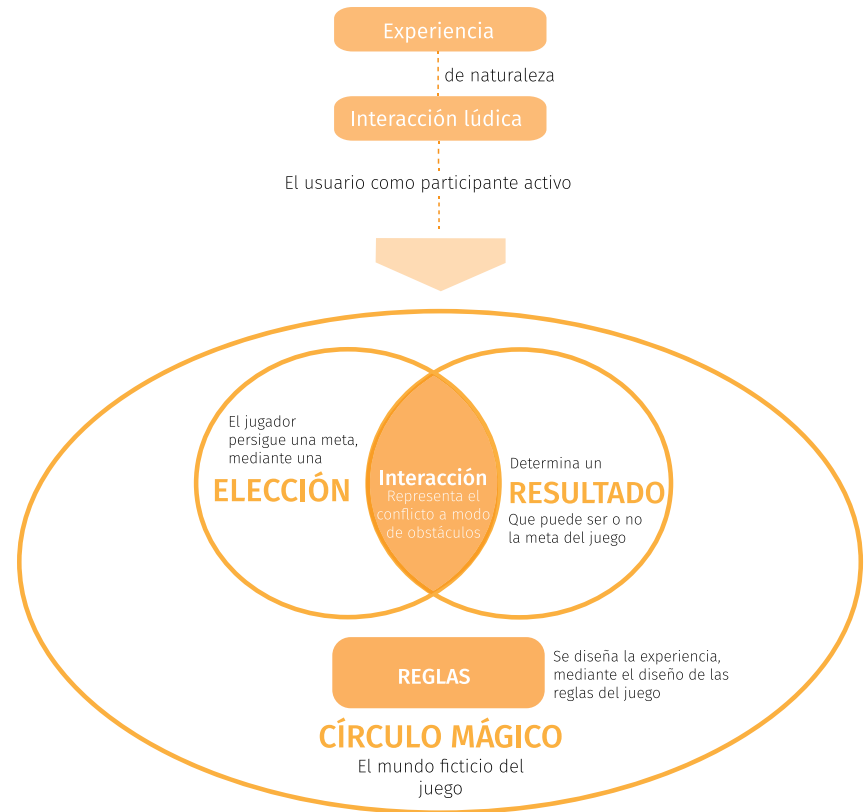 Experiencia
de naturaleza
Interacción lúdica
El usuario como participante activo
El jugador
persigue una meta,
mediante una
ELECCIÓN
Interacción
Representa el
conflicto a modo
de obstáculos
Determina un
RESULTADO
Que puede ser o no
la meta del juego
REGLAS
Se diseña la experiencia,
mediante el diseño de las
reglas del juego
CÍRCULO MÁGICO
El mundo ficticio del
juego